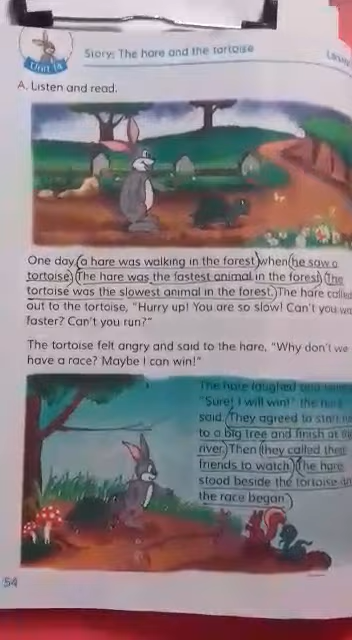 Unit 14
Story: The hare and the tortoise
A. Listen and read.
One day, a hare was walking in the forest when he saw a
tortoise. The hare was the fastest animal in the forest. The
tortoise was the slowest animal in the forest. The hare called
out to the tortoise, "Hurry up! You are so slow! Can't you
faster? Can't you run?"
The tortoise felt angry and said to the hare, "Why don't we
have a race? Maybe I can win!"
The hare laughed and
"Sure! I will win!" the hare
said. They agreed to start
to a big tree and finish at
river. Then they called their
friends to watch. The hare
stood beside the tortoise
the race began.
54